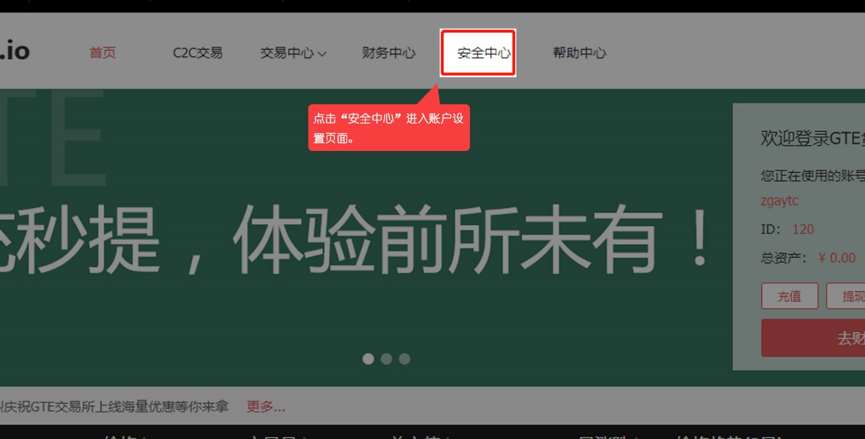 .io
首页 C2C交易 交易中心 财务中心 安全中心 帮助中心
点击“安全中心”进入账户设
置页面。
GTE
秒提，体验前所未有！
欢迎登录GTE
您正在使用的账号
zgaytc
ID： 120
总资产： ¥ 0.00
充值 提现
去财
庆祝GTE交易所上线海量优惠等你来拿 更多...